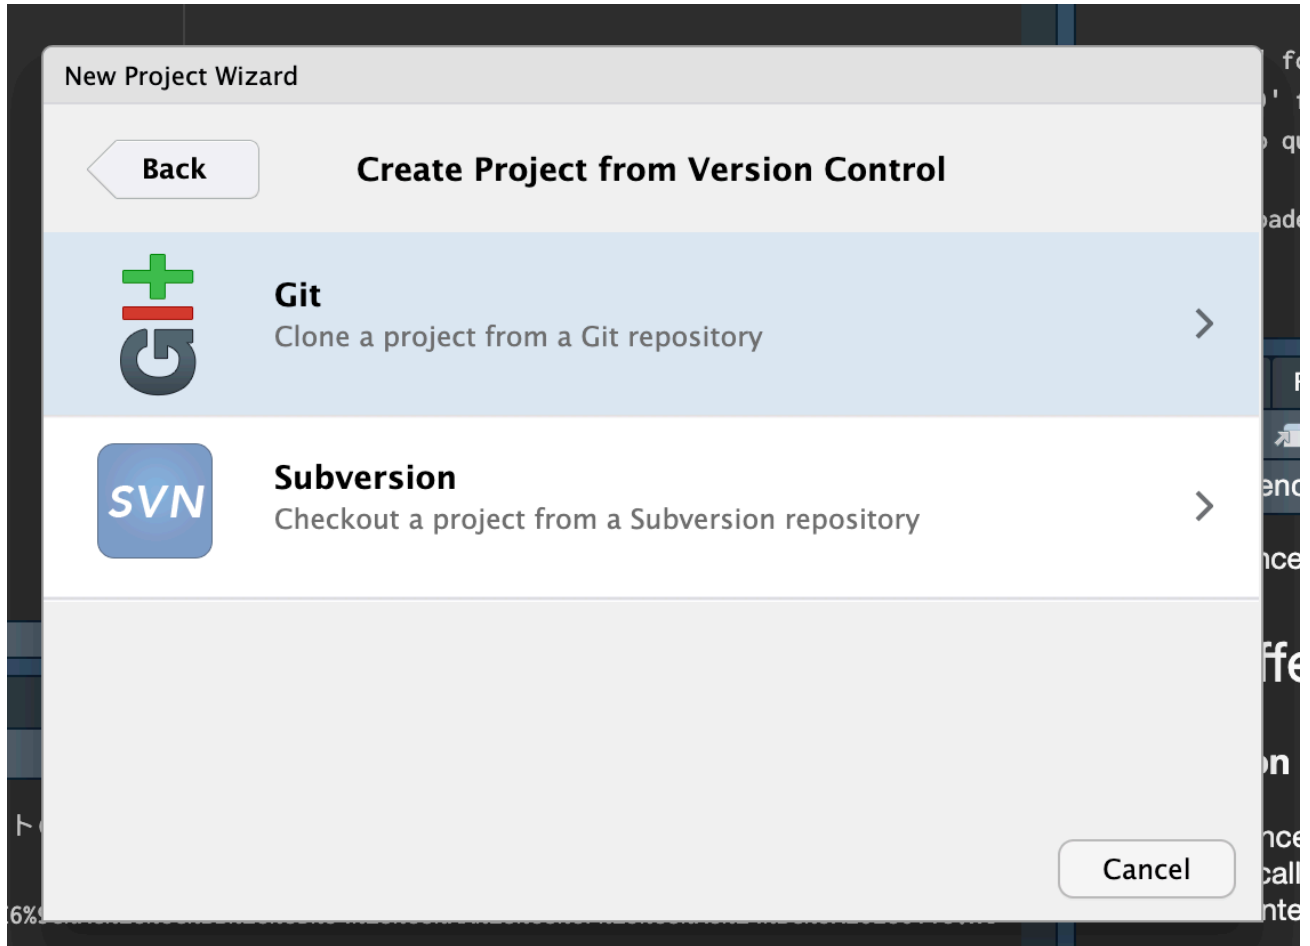 New Project Wizard
Back
Create Project from Version Control
Git
Git
Clone a project from a Git repository
SVN
Subversion
Checkout a project from a Subversion repository
Cancel